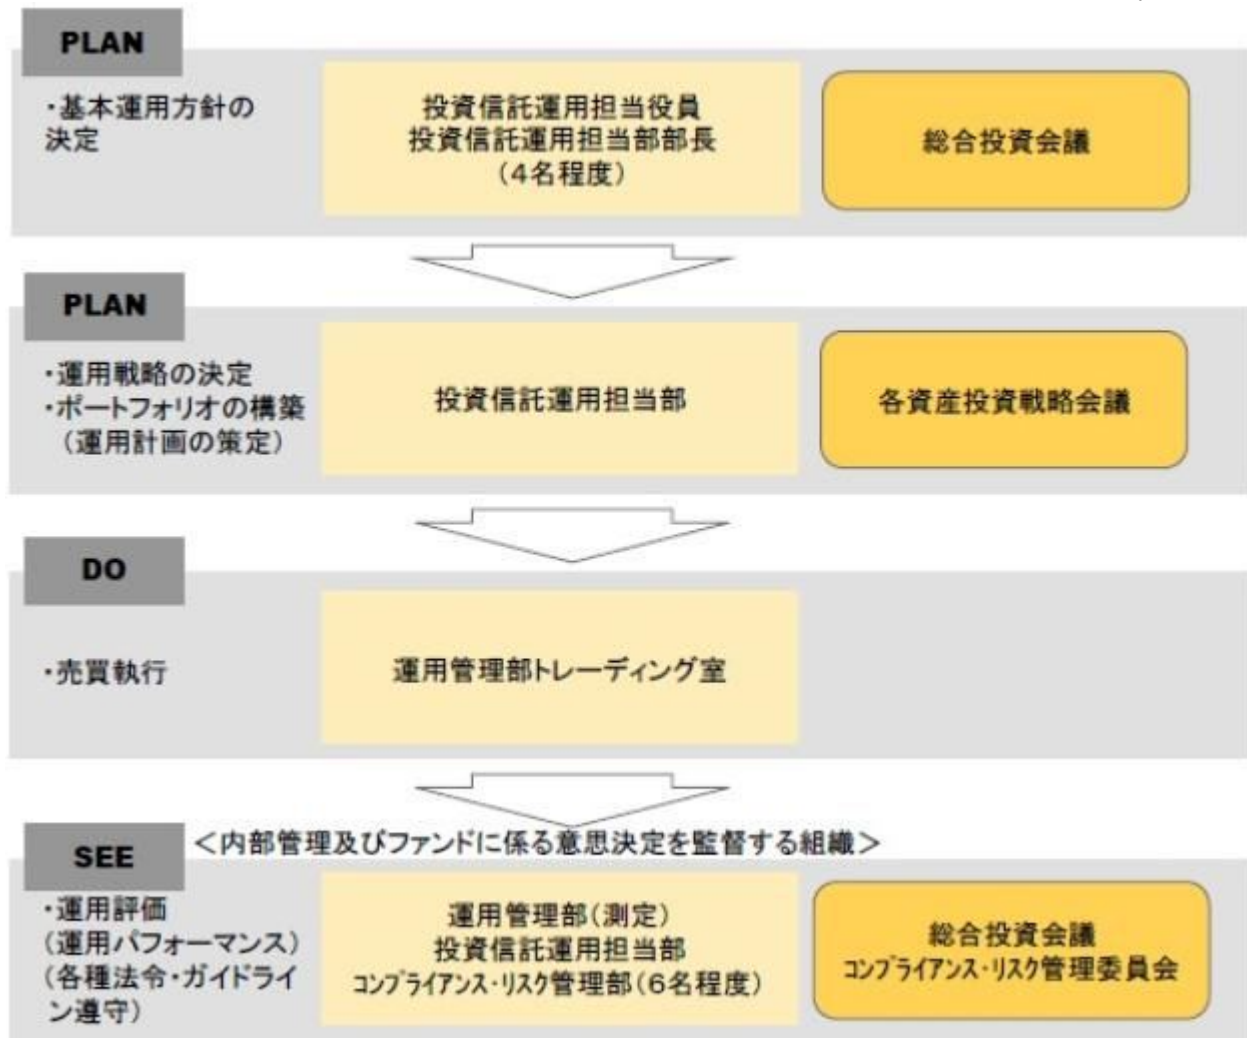 PLAN
・基本運用方針の
決定
投資信託運用担当役員
投資信託運用担当部部長
(4名程度)
総合投資会議
PLAN
・運用戦略の決定
・ポートフォリオの構築
(運用計画の策定)
投資信託運用担当部
各資産投資戦略会議
DO
・売買執行
運用管理部トレーディング室
SEE
＜内部管理及びファンドに係る意思決定を監督する組織＞
・運用評価
(運用パフォーマンス)
(各種法令・ガイドライ
ン遵守)
運用管理部(測定)
投資信託運用担当部
ｺﾝﾌﾟﾗｲｱﾝｽ・ﾘｽｸ管理部(6名程度)
総合投資会議
ｺﾝﾌﾟﾗｲｱﾝｽ・ﾘｽｸ管理委員会